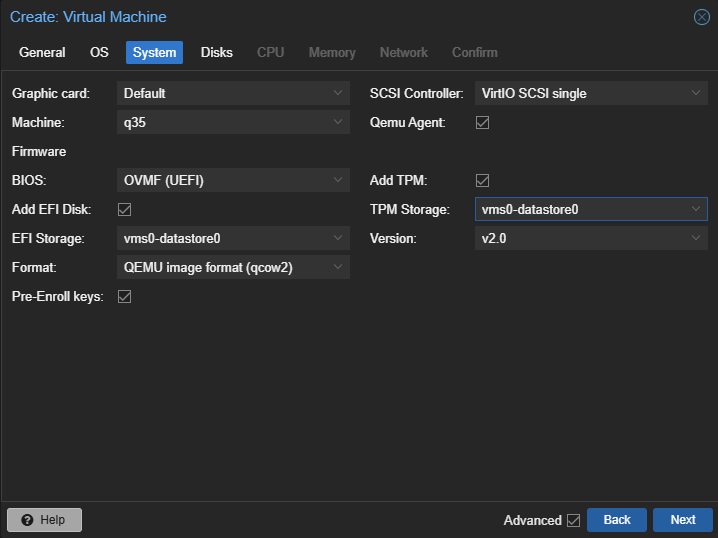 Create: Virtual Machine
General OS System Disks CPU Memory Network Confirm
Graphic card: Default SCSI Controller: VirtIO SCSI single
Machine: q35 Qemu Agent:
Firmware
BIOS: OVMF (UEFI) Add TPM:
Add EFI Disk: TPM Storage: vms0-datastore0
EFI Storage: vms0-datastore0 Version: v2.0
Format: QEMU image format (qcow2)
Pre-Enroll keys:
? Help Advanced Back Next